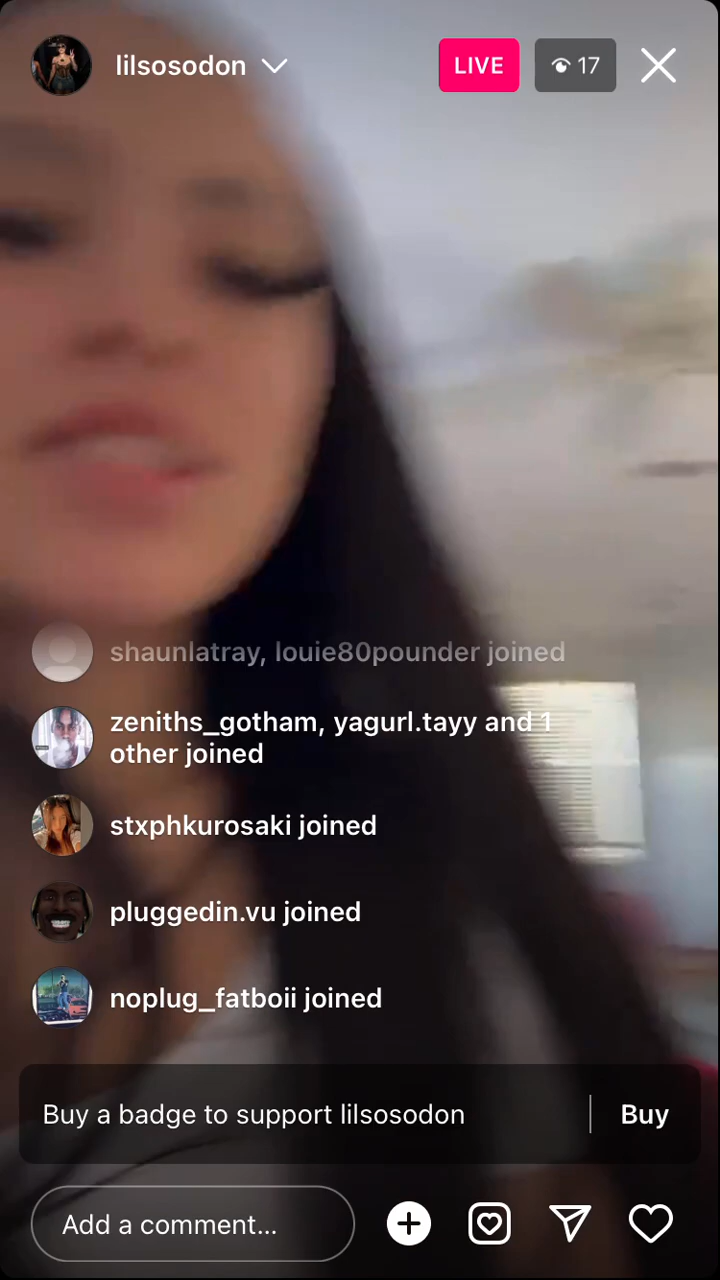 lilsosodon
LIVE
17
shaunlatray, louie80pounder joined
zeniths_gotham, yagurl.tayy and 1
other joined
stxphkurosaki joined
pluggedin.vu joined
noplug_fatboii joined
Buy a badge to support lilsosodon
Buy
Add a comment...